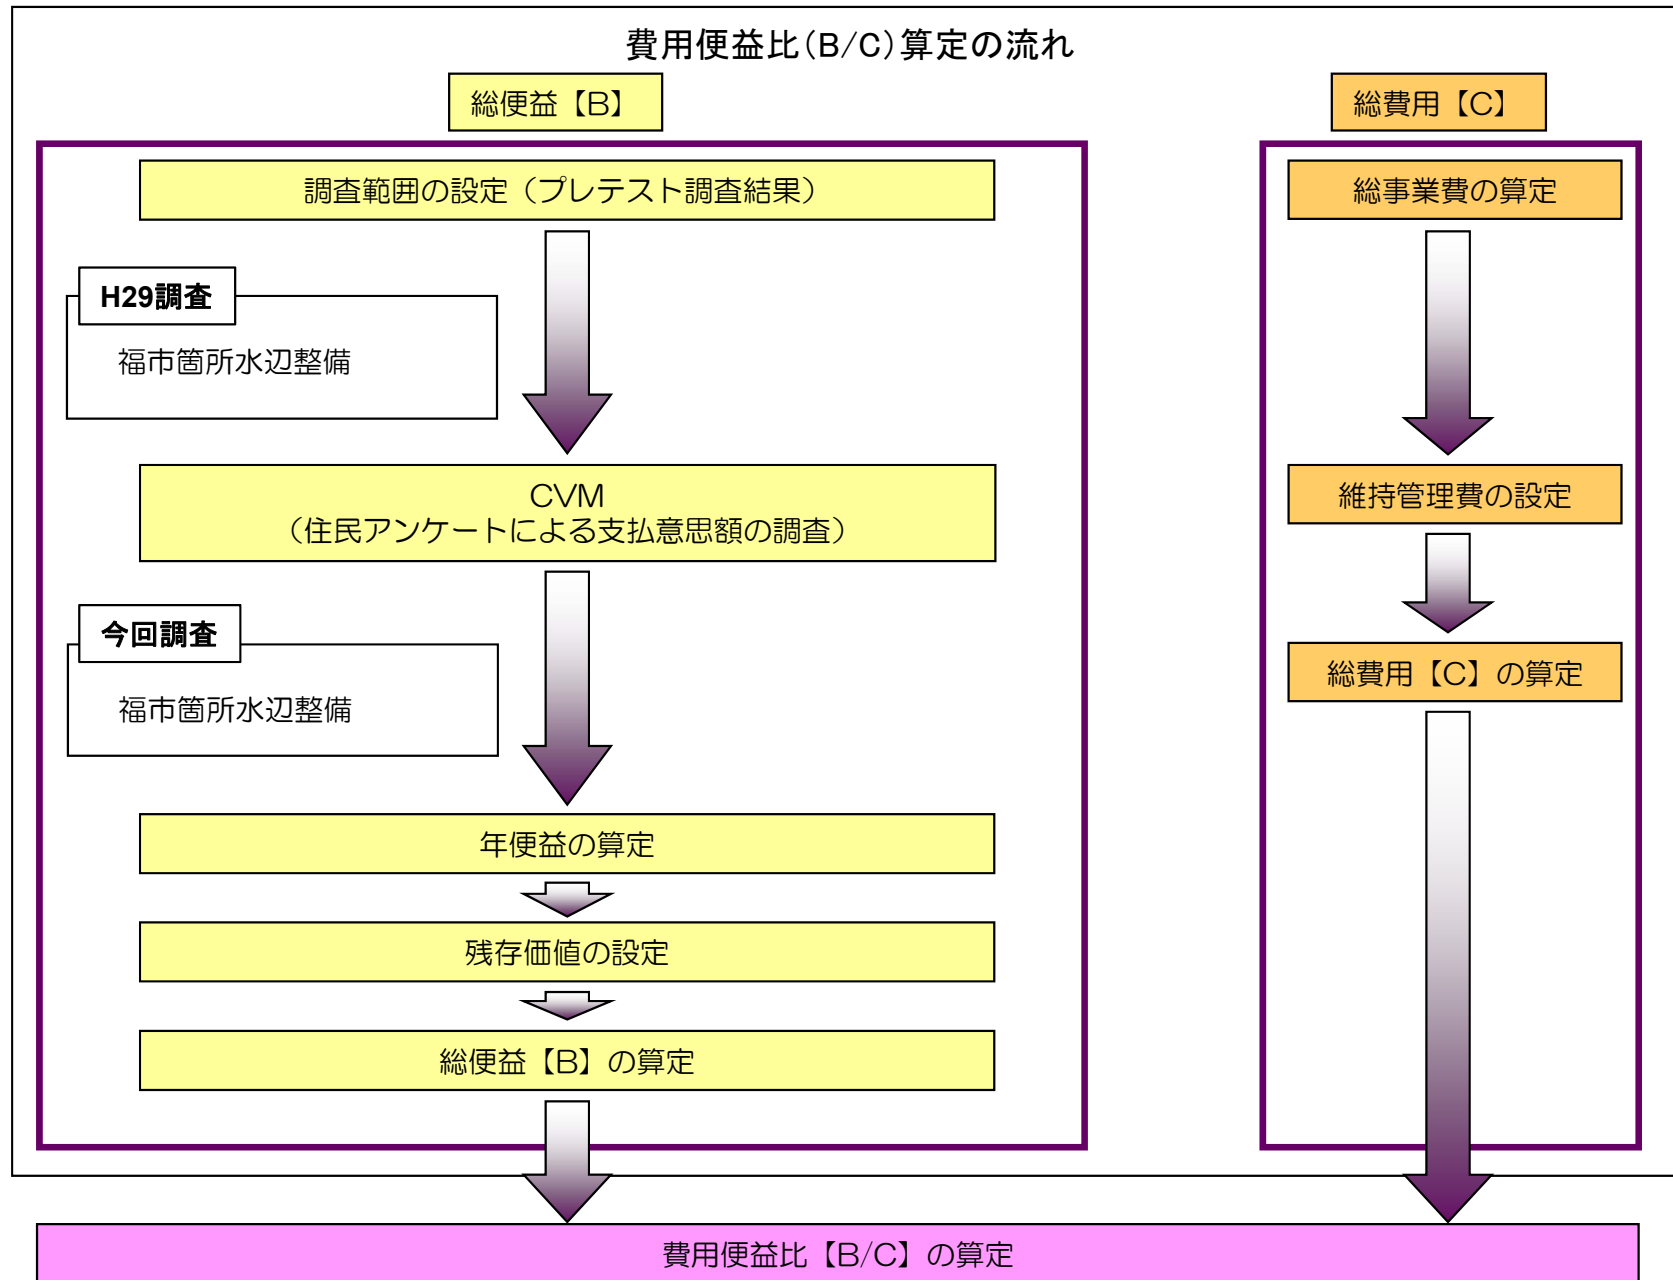 費用便益比(B/C)算定の流れ
総便益【B】
調査範囲の設定（プレテスト調査結果）
H29調査
福市箇所水辺整備
CVM
（住民アンケートによる支払意思額の調査）
今回調査
福市箇所水辺整備
年便益の算定
残存価値の設定
総便益【B】の算定
総費用【C】
総事業費の算定
維持管理費の設定
総費用【C】の算定
費用便益比【B/C】の算定